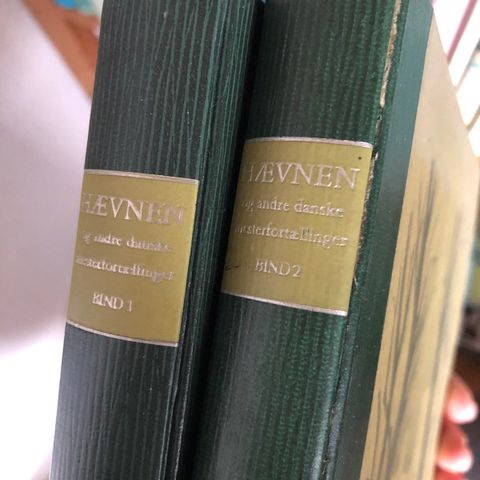 HÆVNEN
og andre danske
mesterfortællinger
BIND 1
HÆVNEN
og andre danske
mesterfortællinger
BIND 2